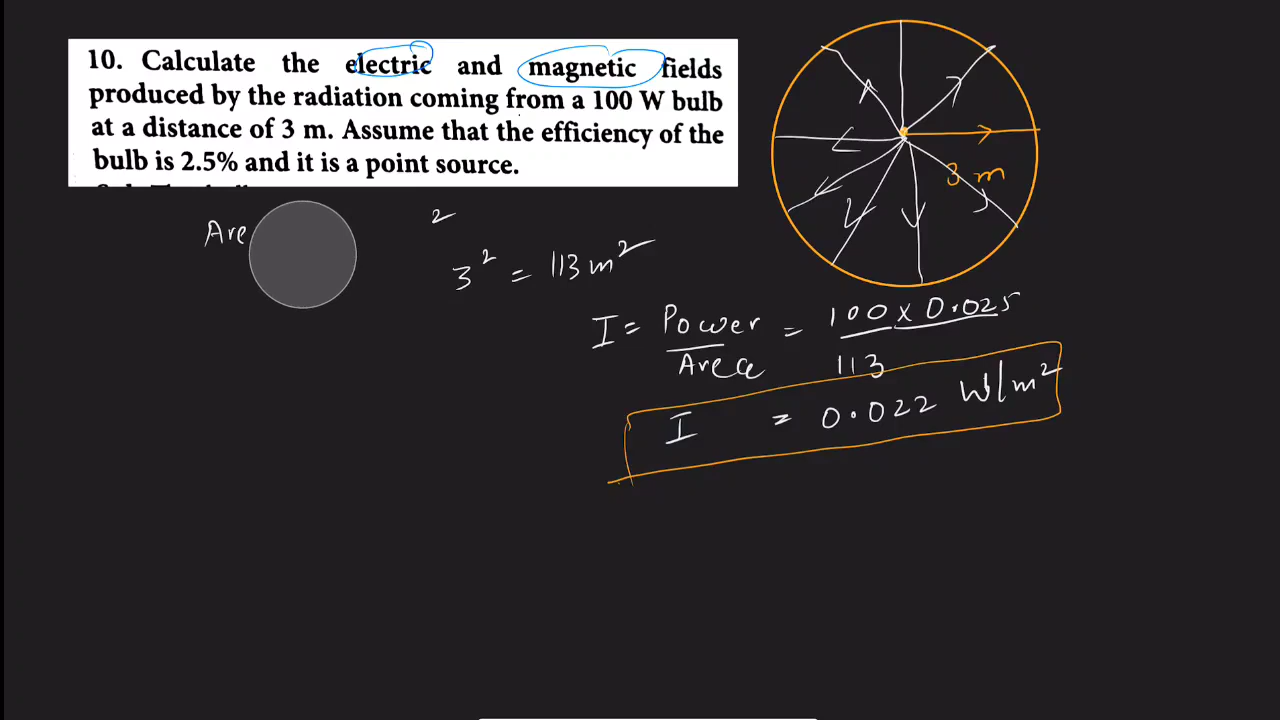 10. Calculate the electric and magnetic fields
produced by the radiation coming from a 100 W bulb
at a distance of 3 m. Assume that the efficiency of the
bulb is 2.5% and it is a point source.
3 m
Are
2
3² = 113 m²
I = Power / Area = 100 × 0.025 / 113
I = 0.022 W/m²